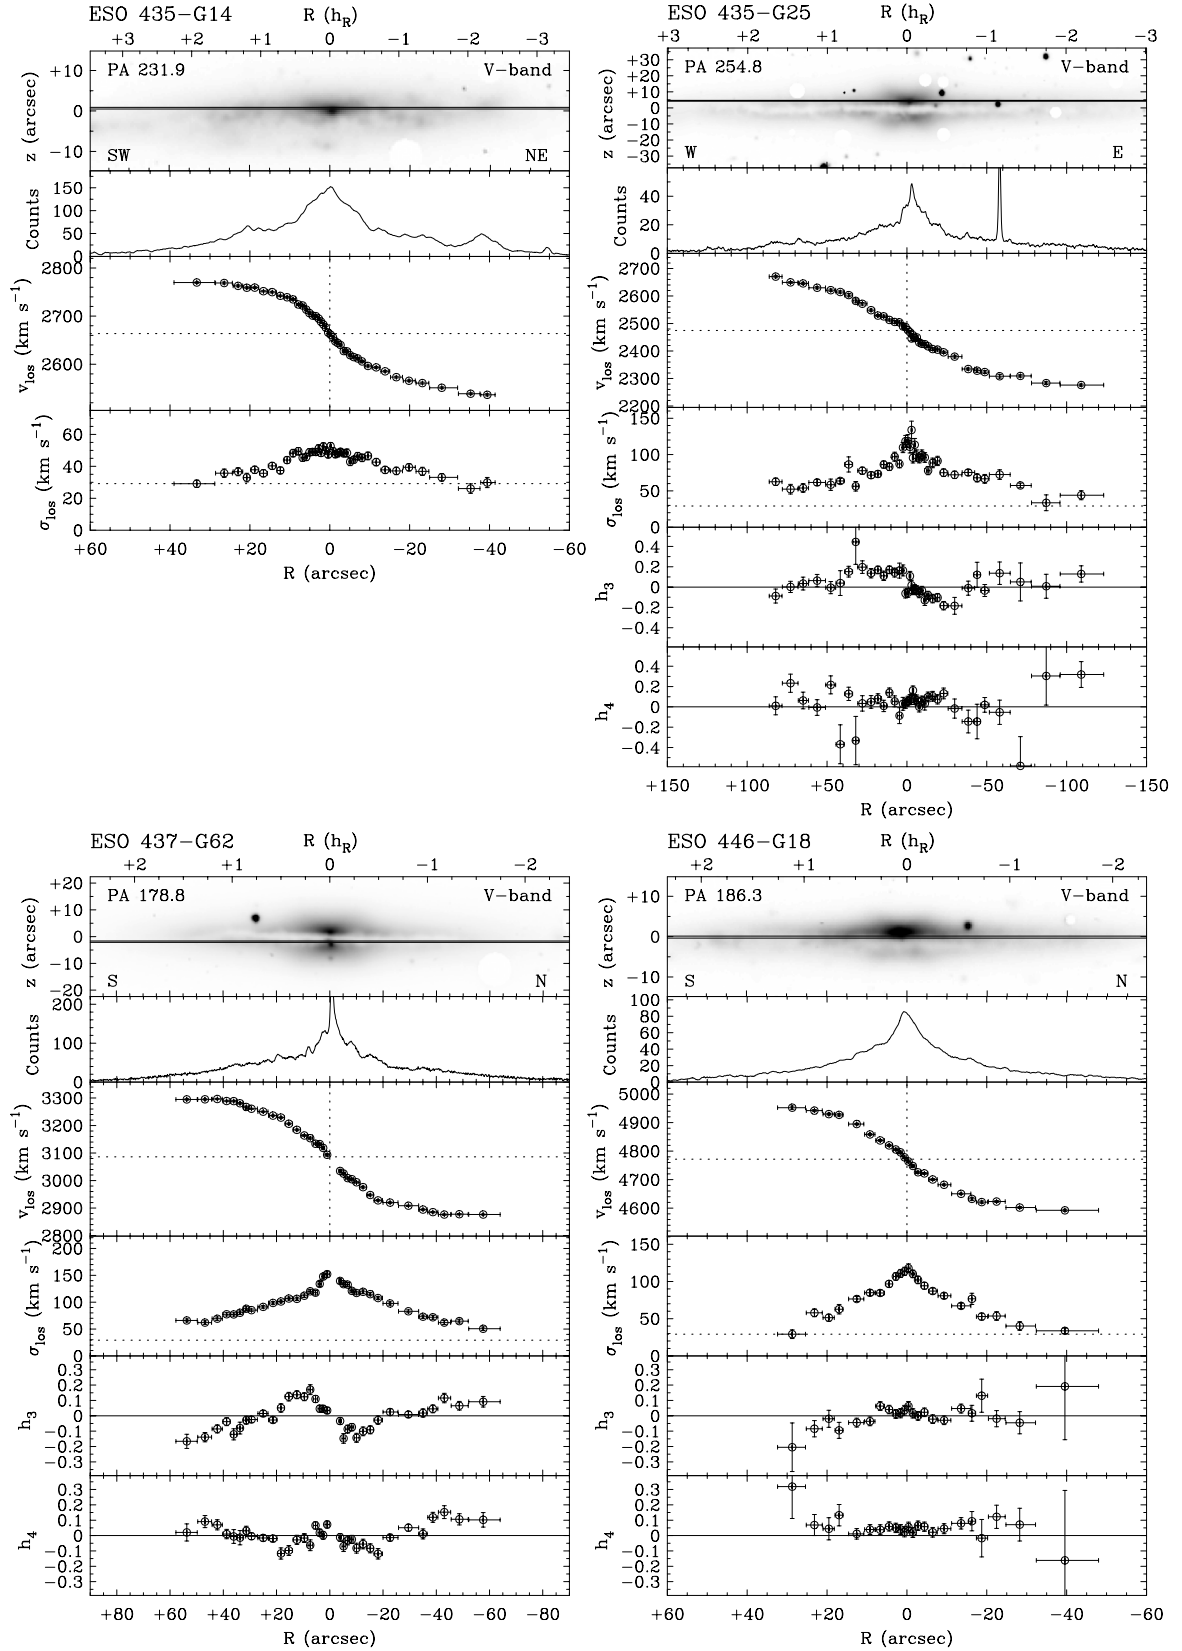 ESO 435−G14
R (h_R)
+3 +2 +1 0 −1 −2 −3
z (arcsec)
+10
0
−10
PA 231.9
V−band
SW
NE
Counts
150
100
50
0
v_los (km s^−1)
2800
2700
2600
σ_los (km s^−1)
60
40
20
0
+60 +40 +20 0 −20 −40 −60
R (arcsec)
ESO 435−G25
R (h_R)
+3 +2 +1 0 −1 −2 −3
z (arcsec)
+30
+20
+10
0
−10
−20
−30
PA 254.8
V−band
W
E
Counts
40
20
0
v_los (km s^−1)
2700
2600
2500
2400
2300
2200
σ_los (km s^−1)
150
100
50
0
h_3
0.4
0.2
0
−0.2
−0.4
h_4
0.4
0.2
0
−0.2
−0.4
+150 +100 +50 0 −50 −100 −150
R (arcsec)
ESO 437−G62
R (h_R)
+2 +1 0 −1 −2
z (arcsec)
+20
+10
0
−10
−20
PA 178.8
V−band
S
N
Counts
200
100
0
v_los (km s^−1)
3300
3200
3100
3000
2900
2800
σ_los (km s^−1)
200
150
100
50
0
h_3
0.3
0.2
0.1
0
−0.1
−0.2
−0.3
h_4
0.3
0.2
0.1
0
−0.1
−0.2
−0.3
+80 +60 +40 +20 0 −20 −40 −60 −80
R (arcsec)
ESO 446−G18
R (h_R)
+2 +1 0 −1 −2
z (arcsec)
+10
0
−10
PA 186.3
V−band
S
N
Counts
100
80
60
40
20
0
v_los (km s^−1)
5000
4900
4800
4700
4600
σ_los (km s^−1)
150
100
50
0
h_3
0.3
0.2
0.1
0
−0.1
−0.2
−0.3
h_4
0.3
0.2
0.1
0
−0.1
−0.2
−0.3
+60 +40 +20 0 −20 −40 −60
R (arcsec)